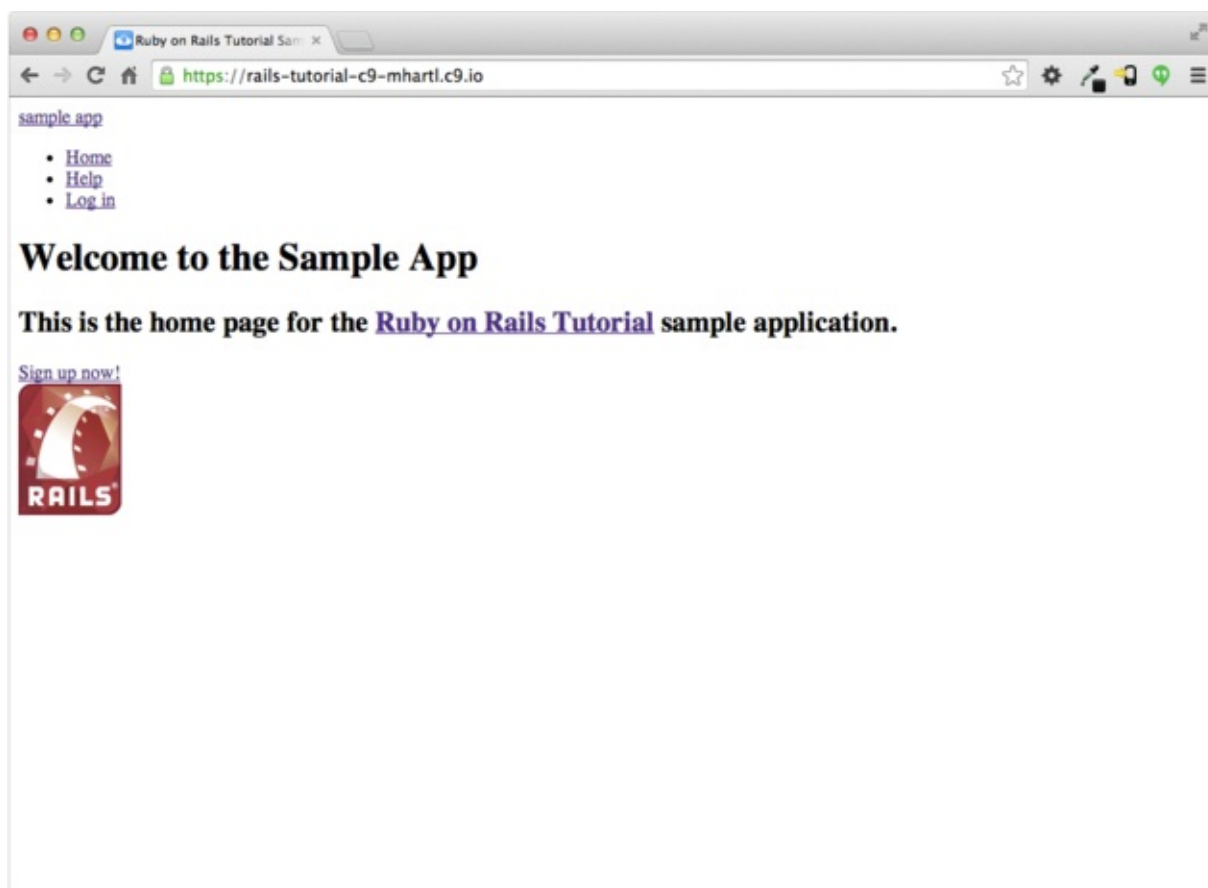 Ruby on Rails Tutorial Sam
https://rails-tutorial-c9-mhartl.c9.io
sample app
Home
Help
Log in
Welcome to the Sample App
This is the home page for the Ruby on Rails Tutorial sample application.
Sign up now!
RAILS